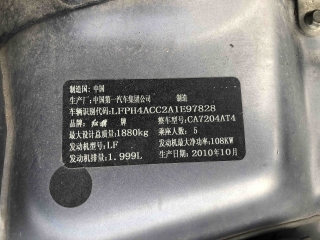 制造国:中国
生产厂:中国第一汽车集团公司 制造
车辆识别代码:LFPH4ACC2A1E97828
品牌:红旗 牌 整车型号:CA7204AT4
最大设计总质量:1880kg 乘座人数:5
发动机型号:LF 发动机最大净功率:108KW
发动机排量:1.999L 生产日期:2010年10月